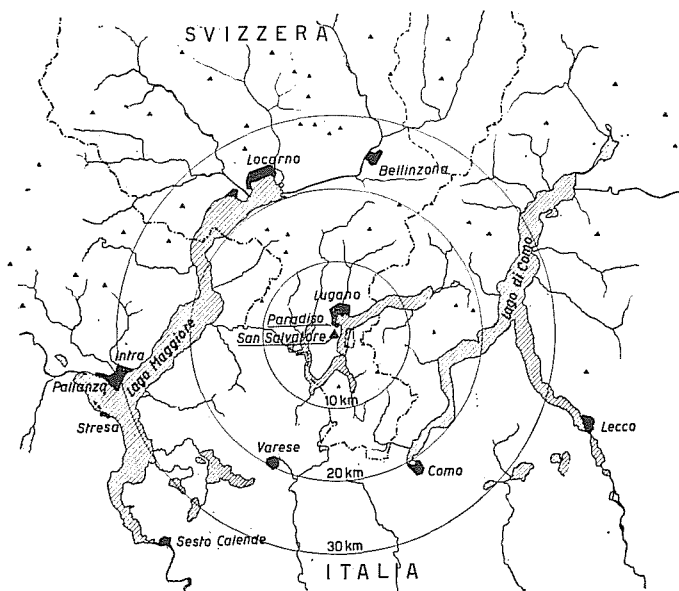 SVIZZERA
Locarno
Bellinzona
Lago di Como
Lugano
Paradiso
San Salvatore
Lago Maggiore
Intra
Pallanza
10 km
Stresa
Lecco
Varese
Como
20 km
Sesto Calende
30 km
ITALIA